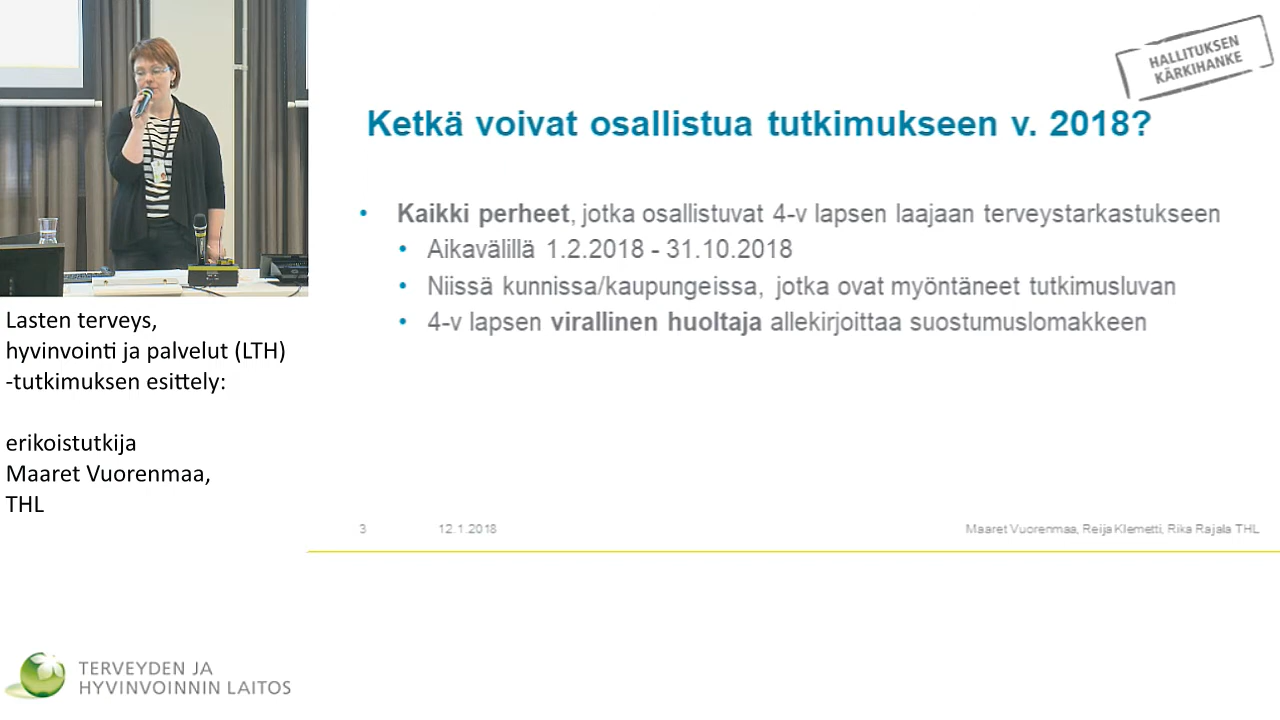 HALLITUKSEN
KÄRKIHANKE
Ketkä voivat osallistua tutkimukseen v. 2018?
• Kaikki perheet, jotka osallistuvat 4-v lapsen laajaan terveystarkastukseen
• Aikavälillä 1.2.2018 - 31.10.2018
• Niissä kunnissa/kaupungeissa, jotka ovat myöntäneet tutkimusluvan
• 4-v lapsen virallinen huoltaja allekirjoittaa suostumuslomakkeen
Lasten terveys,
hyvinvointi ja palvelut (LTH)
-tutkimuksen esittely:
erikoistutkija
Maaret Vuorenmaa,
THL
3 12.1.2018 Maaret Vuorenmaa, Reija Klemetti, Rika Rajala THL
TERVEYDEN JA
HYVINVOINNIN LAITOS